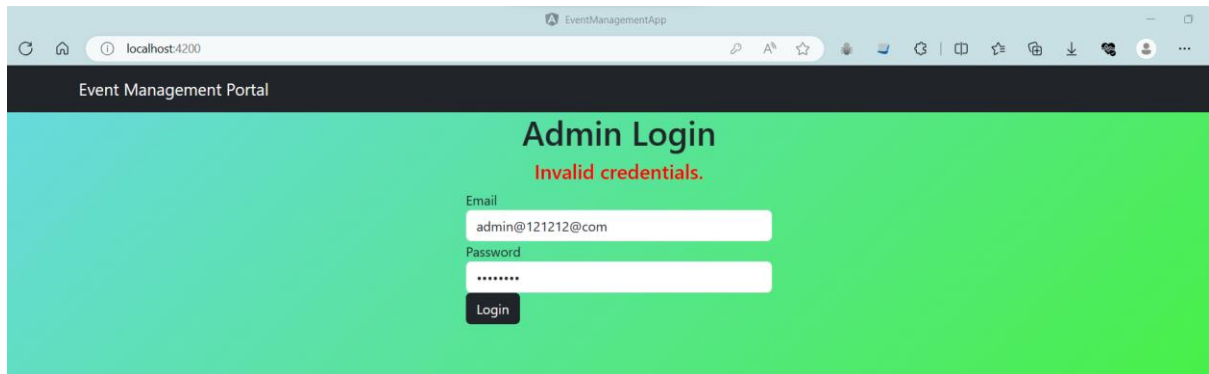 EventManagementApp
localhost:4200
Event Management Portal
Admin Login
Invalid credentials.
Email
admin@121212@com
Password
••••••••
Login